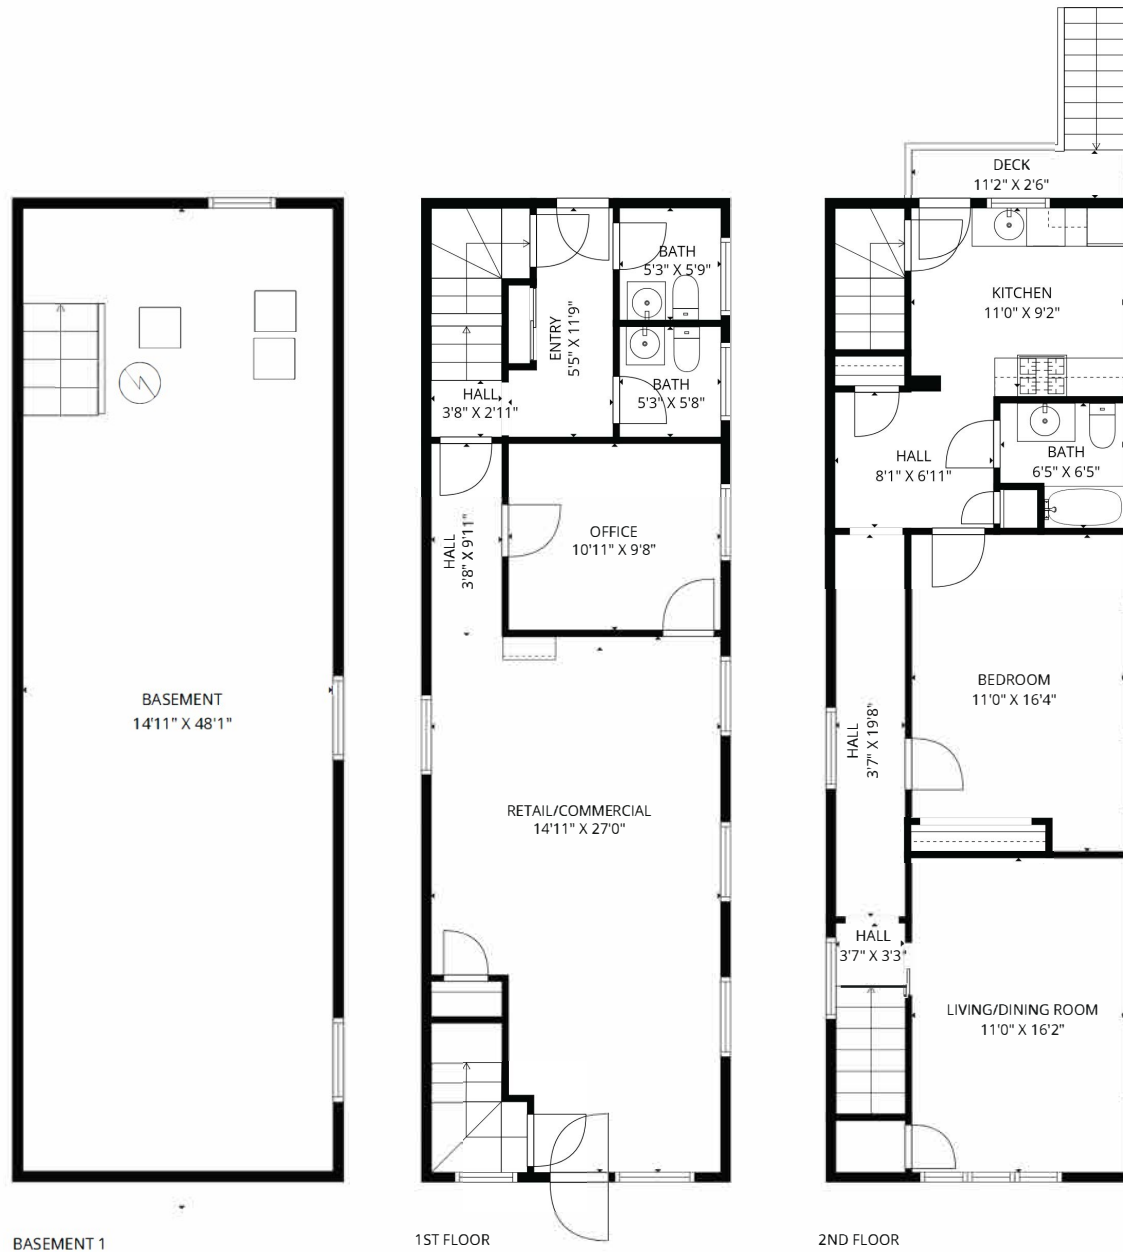 BASEMENT
14'11" X 48'1"
BASEMENT 1
BATH
5'3" X 5'9"
ENTRY
5'5" X 11'9"
BATH
5'3" X 5'8"
HALL
3'8" X 2'11"
HALL
3'8" X 9'11"
OFFICE
10'11" X 9'8"
RETAIL/COMMERCIAL
14'11" X 27'0"
1ST FLOOR
DECK
11'2" X 2'6"
KITCHEN
11'0" X 9'2"
HALL
8'1" X 6'11"
BATH
6'5" X 6'5"
BEDROOM
11'0" X 16'4"
HALL
3'7" X 19'8"
HALL
3'7" X 3'3"
LIVING/DINING ROOM
11'0" X 16'2"
2ND FLOOR